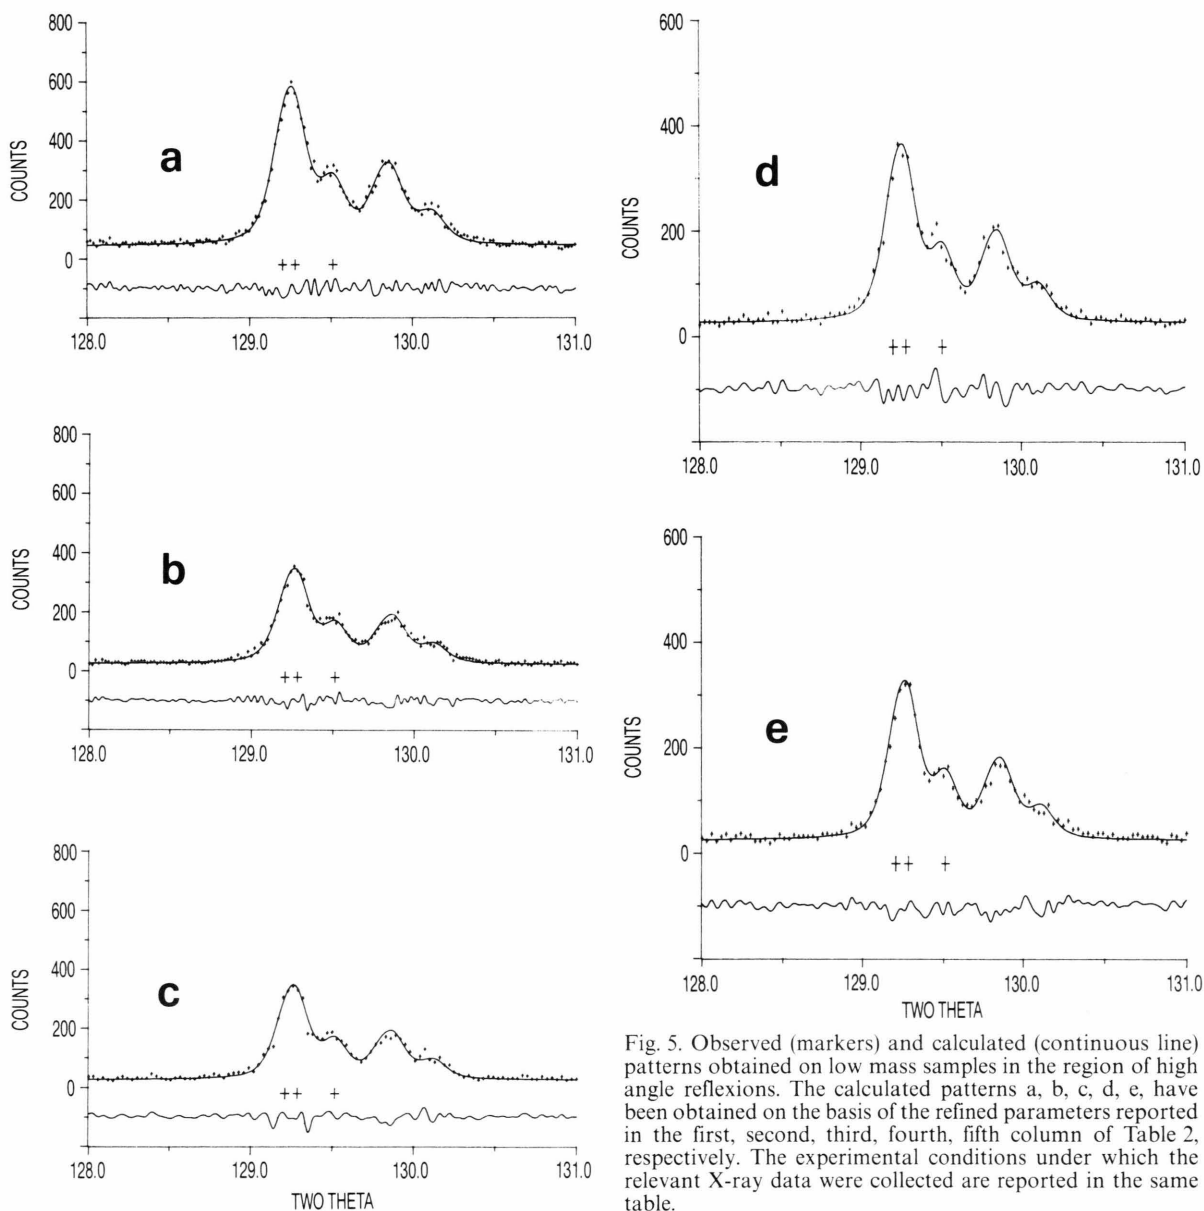 800
600
400
200
0
COUNTS
a
128.0 129.0 130.0 131.0
800
600
400
200
0
COUNTS
b
128.0 129.0 130.0 131.0
800
600
400
200
0
COUNTS
c
128.0 129.0 130.0 131.0
TWO THETA
600
400
200
0
COUNTS
d
128.0 129.0 130.0 131.0
600
400
200
0
COUNTS
e
128.0 129.0 130.0 131.0
TWO THETA
Fig. 5. Observed (markers) and calculated (continuous line)
patterns obtained on low mass samples in the region of high
angle reflexions. The calculated patterns a, b, c, d, e, have
been obtained on the basis of the refined parameters reported
in the first, second, third, fourth, fifth column of Table 2,
respectively. The experimental conditions under which the
relevant X-ray data were collected are reported in the same
table.